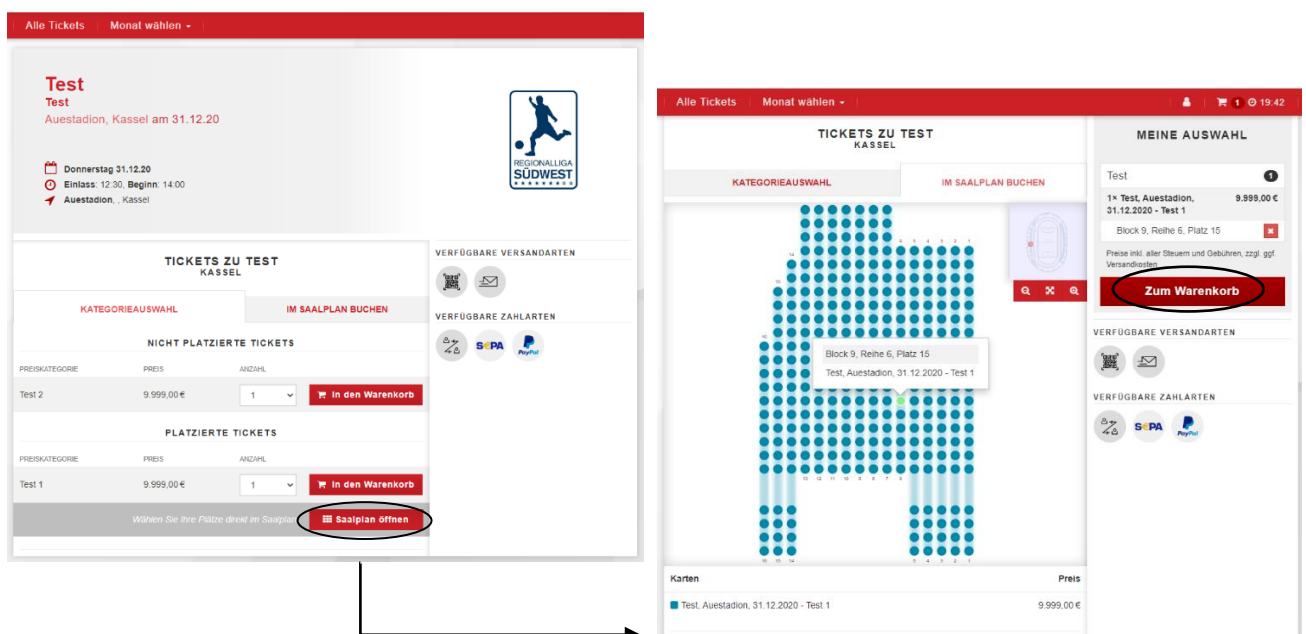 Alle Tickets Monat wählen
Test
Test
Auestadion, Kassel am 31.12.20
Donnerstag 31.12.20
Einlass: 12:30, Beginn: 14:00
Auestadion, , Kassel
REGIONALLIGA
SÜDWEST
TICKETS ZU TEST
KASSEL
KATEGORIEAUSWAHL IM SAALPLAN BUCHEN
NICHT PLATZIERTE TICKETS
PREISKATEGORIE PREIS ANZAHL
Test 2 9.999,00 € 1 In den Warenkorb
PLATZIERTE TICKETS
PREISKATEGORIE PREIS ANZAHL
Test 1 9.999,00 € 1 In den Warenkorb
Wählen Sie Ihre Plätze direkt im Saalplan Saalplan öffnen
VERFÜGBARE VERSANDARTEN
VERFÜGBARE ZAHLARTEN
SEPA PayPal
Alle Tickets Monat wählen 1 19:42
TICKETS ZU TEST
KASSEL
KATEGORIEAUSWAHL IM SAALPLAN BUCHEN
Block 9, Reihe 6, Platz 15
Test, Auestadion, 31.12.2020 - Test 1
Karten Preis
Test, Auestadion, 31.12.2020 - Test 1 9.999,00 €
MEINE AUSWAHL
Test 1
1× Test, Auestadion, 9.999,00 €
31.12.2020 - Test 1
Block 9, Reihe 6, Platz 15
Preise inkl. aller Steuern und Gebühren, zzgl. ggf.
Versandkosten
Zum Warenkorb
VERFÜGBARE VERSANDARTEN
VERFÜGBARE ZAHLARTEN
SEPA PayPal